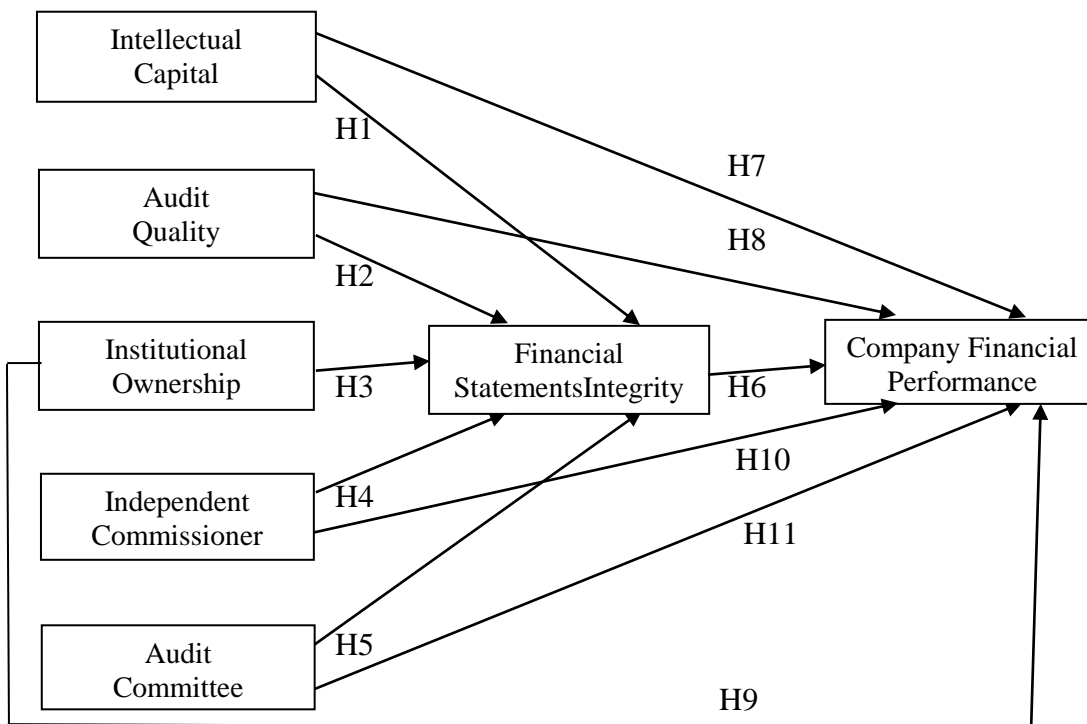 Intellectual
Capital
H1
H7
Audit
Quality
H8
H2
Institutional
Ownership
H3
Financial
StatementsIntegrity
H6
Company Financial
Performance
Independent
Commissioner
H4
H10
H11
Audit
Committee
H5
H9